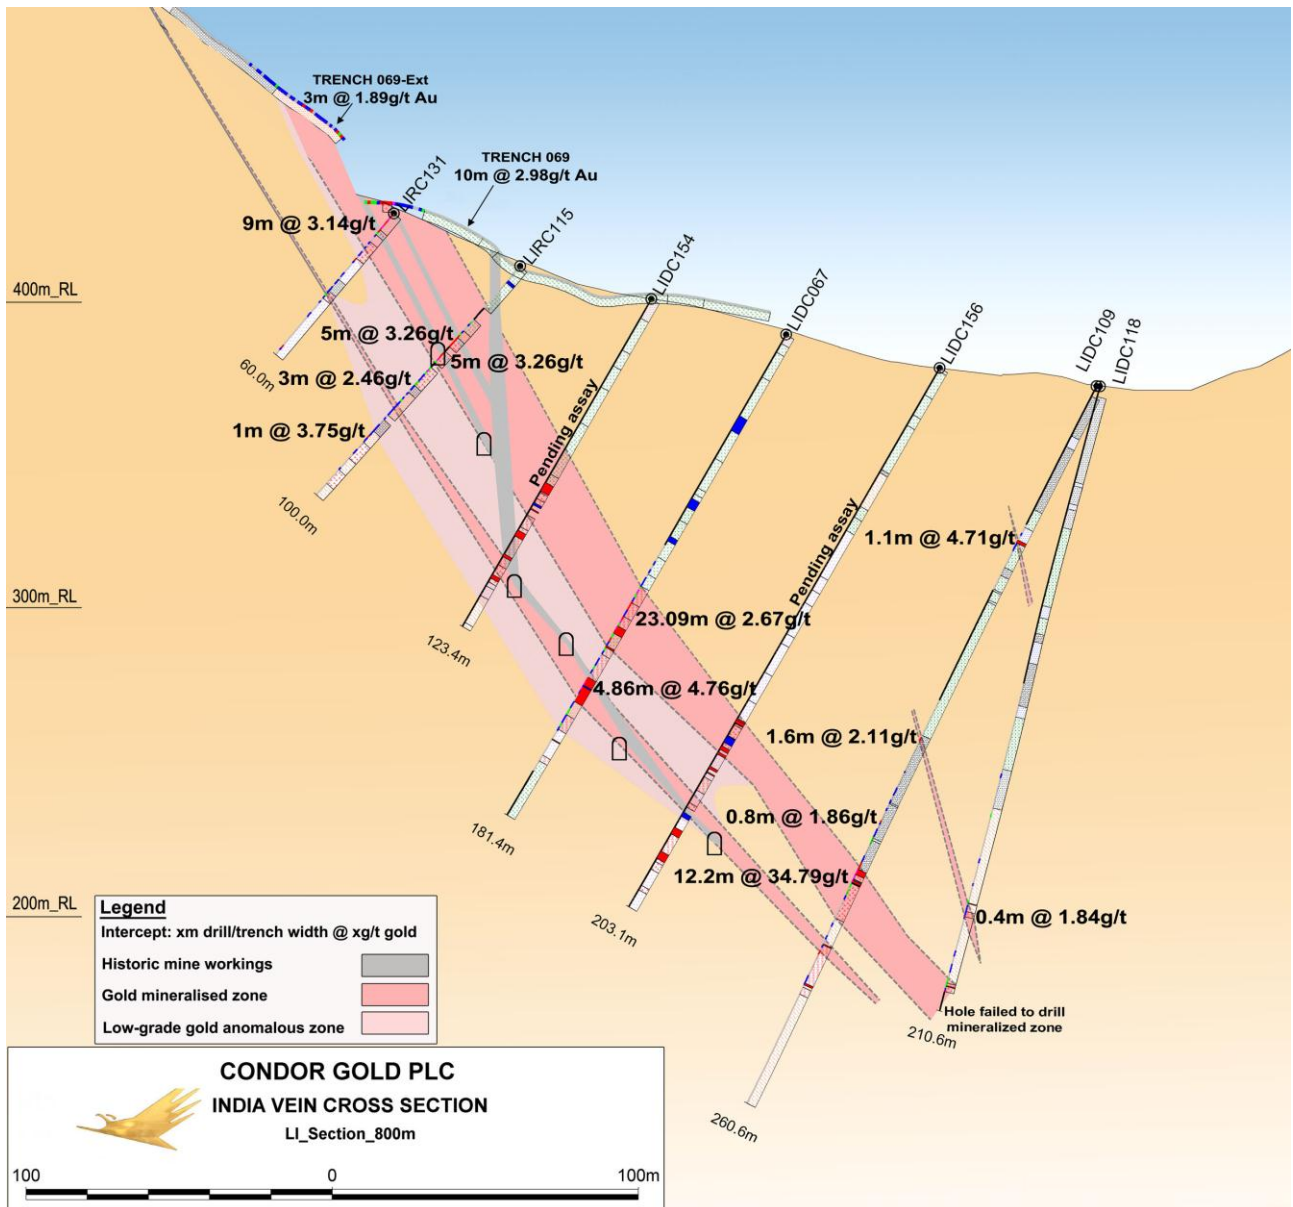 TRENCH 069-Ext
3m @ 1.89g/t Au
TRENCH 069
10m @ 2.98g/t Au
LIRC131
LIRC115
LIDC154
LIDC067
LIDC156
LIDC109
LIDC118
9m @ 3.14g/t
400m_RL
5m @ 3.26g/t
5m @ 3.26g/t
60.0m
3m @ 2.46g/t
1m @ 3.75g/t
100.0m
Pending assay
Pending assay
1.1m @ 4.71g/t
300m_RL
23.09m @ 2.67g/t
123.4m
4.86m @ 4.76g/t
1.6m @ 2.11g/t
181.4m
0.8m @ 1.86g/t
12.2m @ 34.79g/t
200m_RL
203.1m
0.4m @ 1.84g/t
Hole failed to drill
mineralized zone
210.6m
260.6m
Legend
Intercept: xm drill/trench width @ xg/t gold
Historic mine workings
Gold mineralised zone
Low-grade gold anomalous zone
CONDOR GOLD PLC
INDIA VEIN CROSS SECTION
LI_Section_800m
100 0 100m